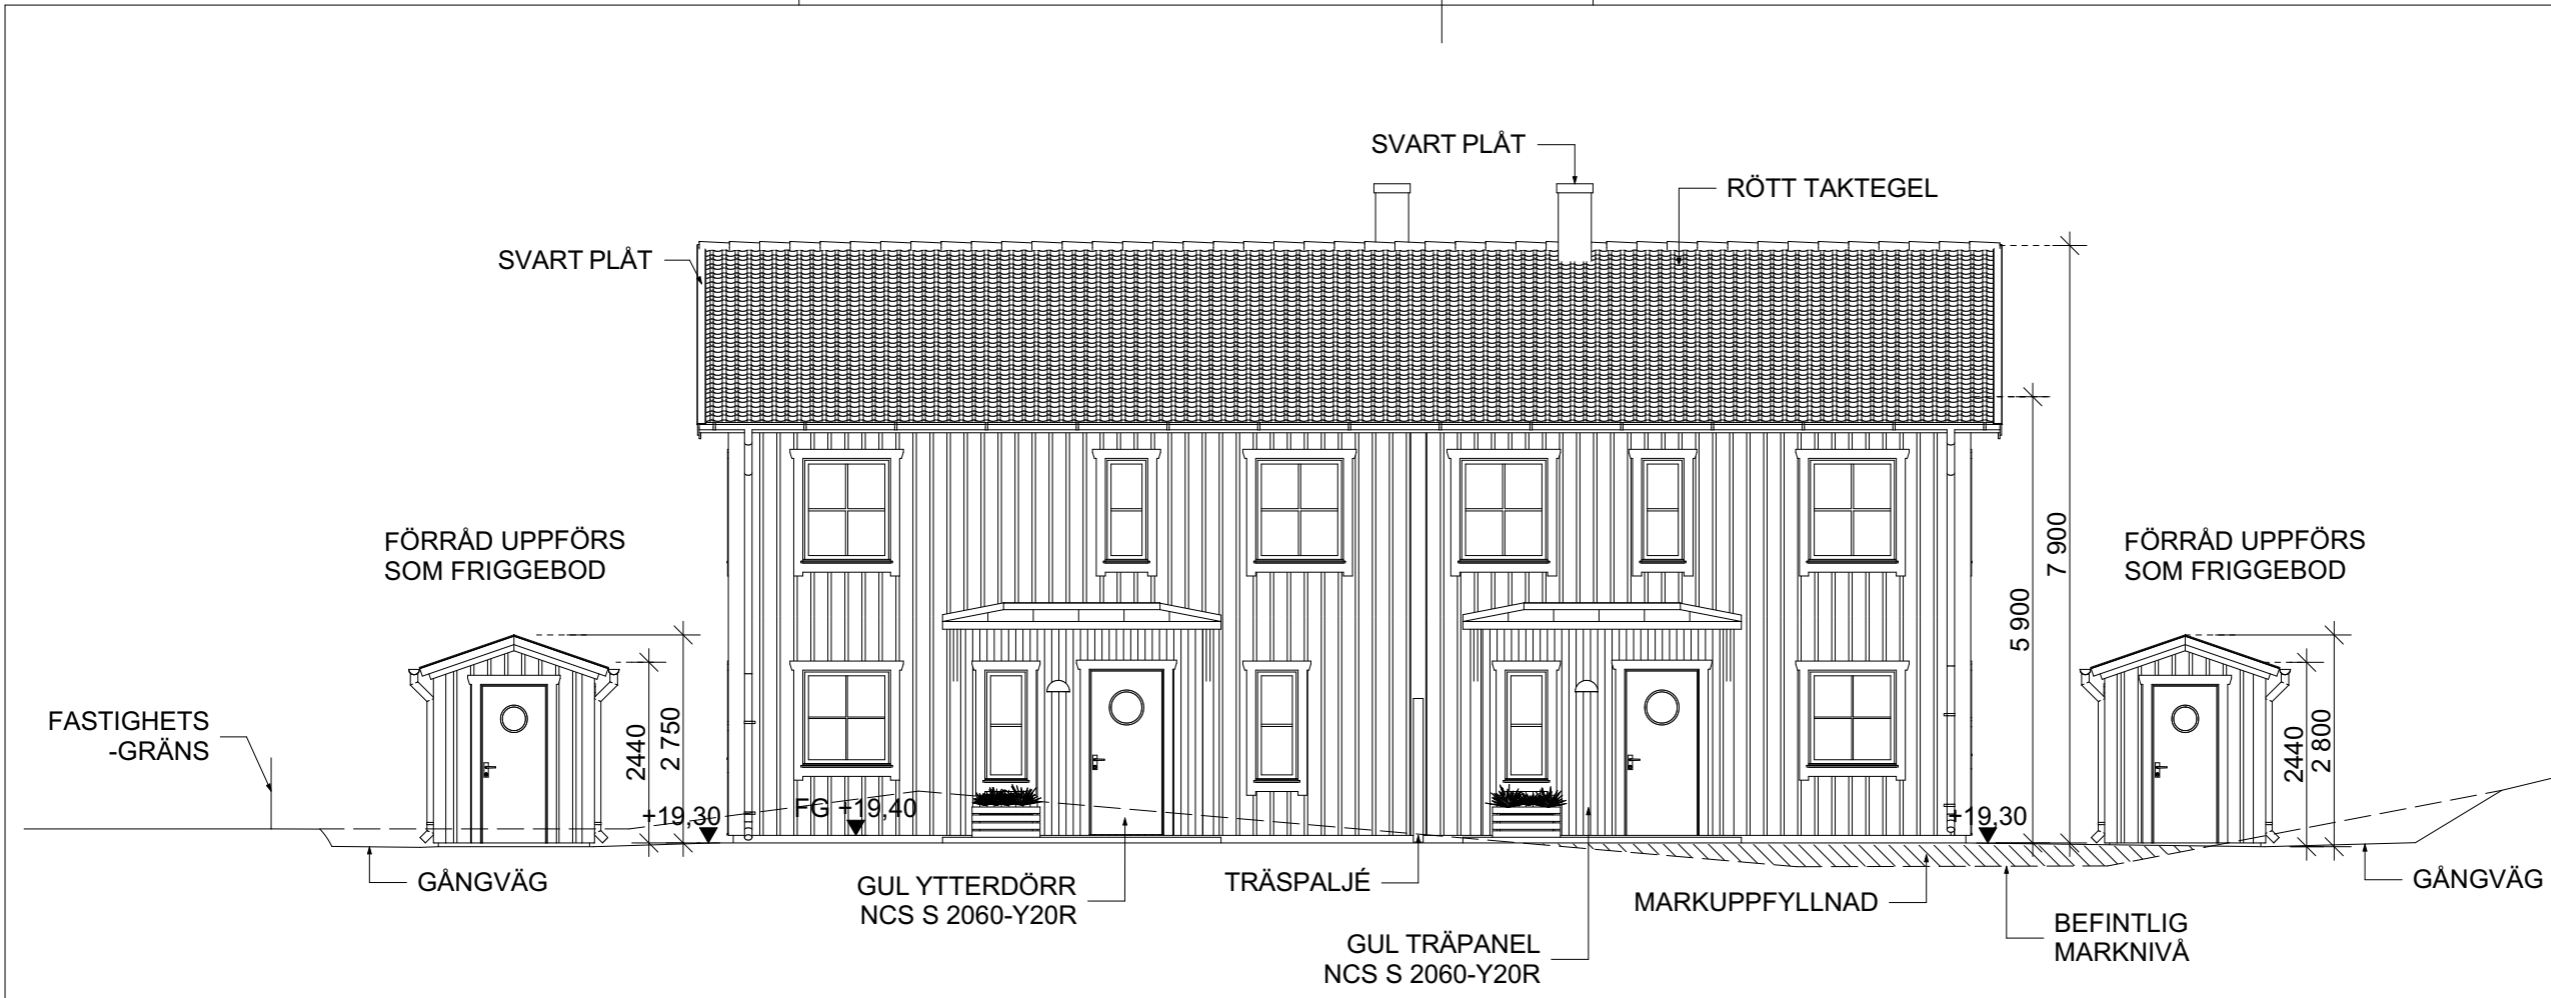 SVART PLÅT
RÖTT TAKTEGEL
SVART PLÅT
FÖRRÅD UPPFÖRS
SOM FRIGGEBOD
FÖRRÅD UPPFÖRS
SOM FRIGGEBOD
7 900
5 900
FASTIGHETS
-GRÄNS
2440
2 750
2440
2 800
+19,30
FG +19,40
+19,30
GÅNGVÄG
GUL YTTERDÖRR
NCS S 2060-Y20R
TRÄSPALJÉ
GUL TRÄPANEL
NCS S 2060-Y20R
MARKUPPFYLLNAD
BEFINTLIG
MARKNIVÅ
GÅNGVÄG